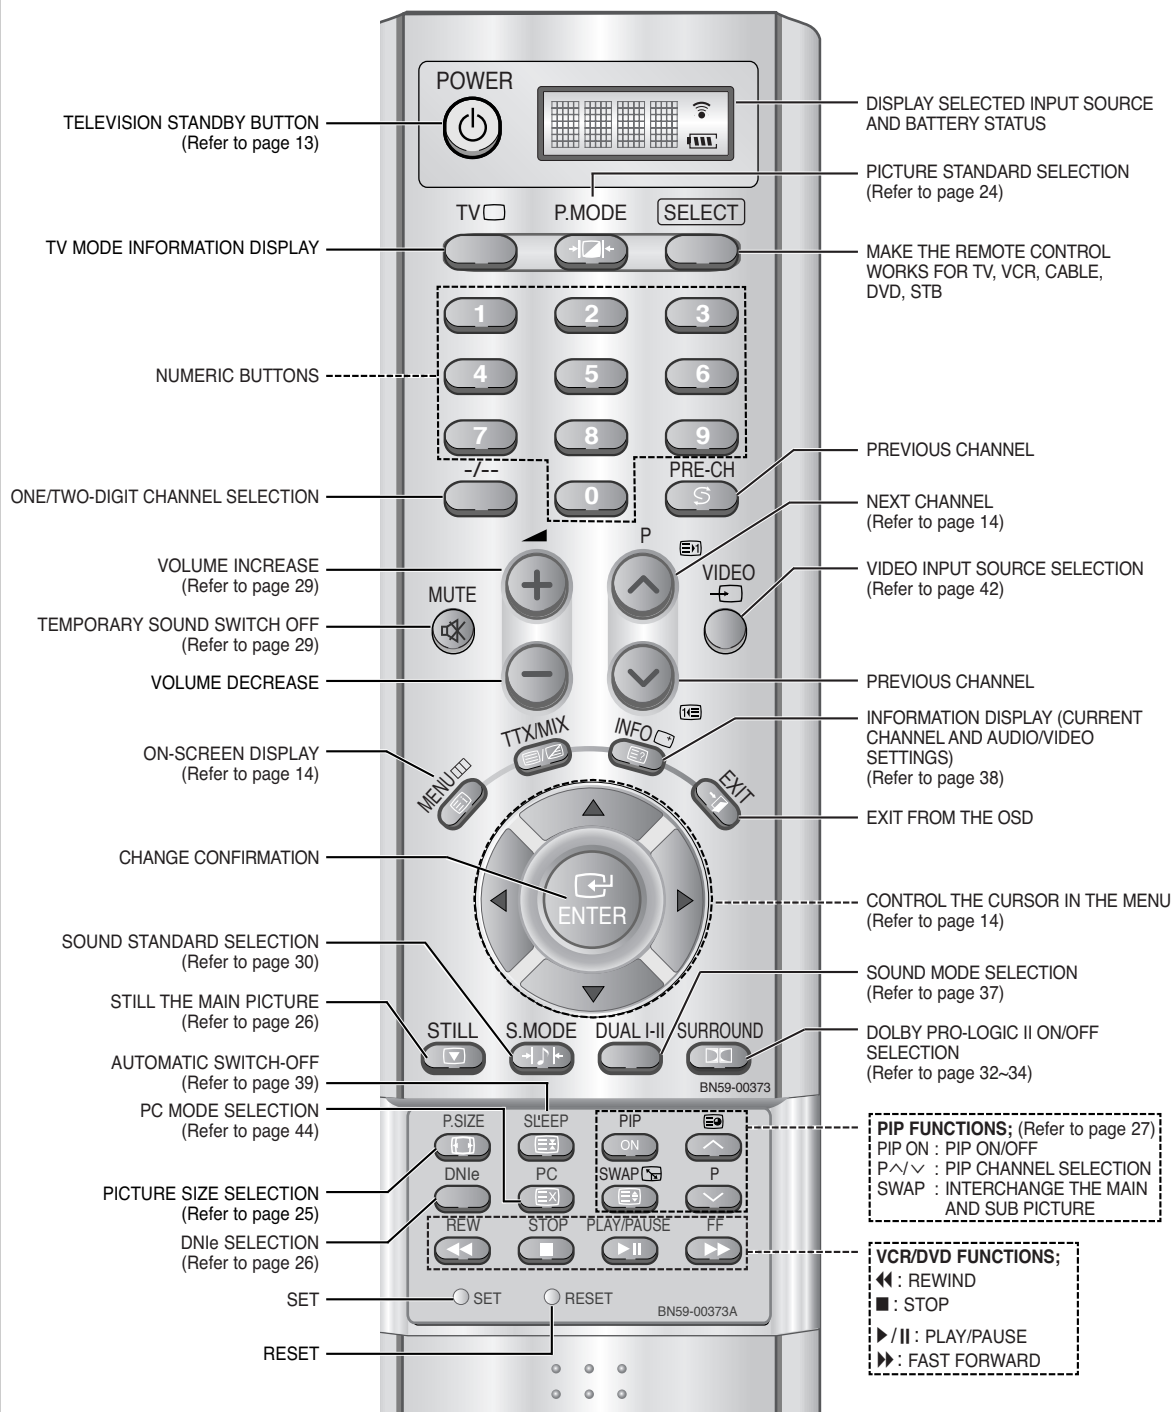 POWER
TELEVISION STANDBY BUTTON
(Refer to page 13)
DISPLAY SELECTED INPUT SOURCE
AND BATTERY STATUS
PICTURE STANDARD SELECTION
(Refer to page 24)
TV
P.MODE
SELECT
TV MODE INFORMATION DISPLAY
MAKE THE REMOTE CONTROL
WORKS FOR TV, VCR, CABLE,
DVD, STB
1
2
3
NUMERIC BUTTONS
4
5
6
7
8
9
PREVIOUS CHANNEL
-/--
PRE-CH
ONE/TWO-DIGIT CHANNEL SELECTION
0
NEXT CHANNEL
(Refer to page 14)
P
VOLUME INCREASE
(Refer to page 29)
VIDEO
VIDEO INPUT SOURCE SELECTION
(Refer to page 42)
MUTE
TEMPORARY SOUND SWITCH OFF
(Refer to page 29)
VOLUME DECREASE
PREVIOUS CHANNEL
TTX/MIX
INFO
INFORMATION DISPLAY (CURRENT
CHANNEL AND AUDIO/VIDEO
SETTINGS)
(Refer to page 38)
ON-SCREEN DISPLAY
(Refer to page 14)
MENU
EXIT
EXIT FROM THE OSD
CHANGE CONFIRMATION
ENTER
CONTROL THE CURSOR IN THE MENU
(Refer to page 14)
SOUND STANDARD SELECTION
(Refer to page 30)
SOUND MODE SELECTION
(Refer to page 37)
STILL THE MAIN PICTURE
(Refer to page 26)
STILL
S.MODE
DUAL I-II
SURROUND
DOLBY PRO-LOGIC II ON/OFF
SELECTION
(Refer to page 32~34)
AUTOMATIC SWITCH-OFF
(Refer to page 39)
BN59-00373
PC MODE SELECTION
(Refer to page 44)
P.SIZE
SLEEP
PIP
ON
PIP FUNCTIONS; (Refer to page 27)
PIP ON : PIP ON/OFF
P / : PIP CHANNEL SELECTION
SWAP : INTERCHANGE THE MAIN
AND SUB PICTURE
DNIe
PC
SWAP
P
PICTURE SIZE SELECTION
(Refer to page 25)
REW
STOP
PLAY/PAUSE
FF
DNIe SELECTION
(Refer to page 26)
VCR/DVD FUNCTIONS;
: REWIND
: STOP
/ : PLAY/PAUSE
: FAST FORWARD
SET
SET
RESET
BN59-00373A
RESET